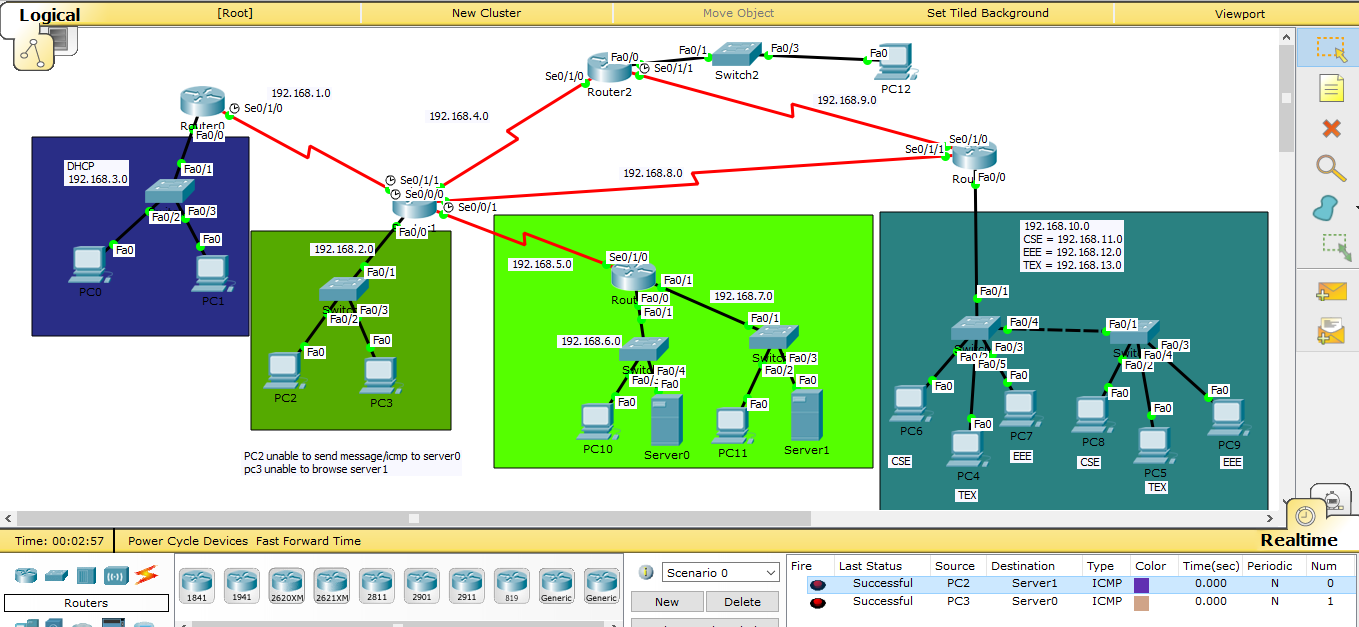 Logical
[Root]
New Cluster
Move Object
Set Tiled Background
Viewport
Fa0/0
Se0/1/0
Se0/1/1
Router2
Fa0/1
Fa0/3
Switch2
Fa0
PC12
192.168.1.0
Se0/1/0
Router0
Fa0/0
192.168.4.0
192.168.9.0
Se0/1/0
Se0/1/1
Fa0/0
DHCP
192.168.3.0
Fa0/1
Fa0/2
Fa0/3
Fa0
Fa0
PC0
PC1
Se0/1/1
Se0/0/0
Se0/0/1
Fa0/0
192.168.8.0
192.168.2.0
Fa0/1
Fa0/3
Fa0/2
Fa0
Fa0
PC2
PC3
192.168.5.0
Se0/1/0
Fa0/1
Fa0/0
Fa0/1
192.168.7.0
Fa0/1
192.168.6.0
Fa0/4
Fa0
Fa0
Fa0/3
Fa0/2
Fa0
Fa0
PC10
Server0
PC11
Server1
192.168.10.0
CSE = 192.168.11.0
EEE = 192.168.12.0
TEX = 192.168.13.0
Fa0/1
Fa0/4
Fa0/3
Fa0/2
Fa0/5
Fa0
Fa0
Fa0
Fa0/1
Fa0/3
Fa0/4
Fa0/2
Fa0
Fa0
Fa0
PC6
PC4
PC7
PC8
PC5
PC9
CSE
TEX
EEE
CSE
TEX
EEE
PC2 unable to send message/icmp to server0
pc3 unable to browse server1
Time: 00:02:57
Power Cycle Devices
Fast Forward Time
Realtime
Routers
1841
1941
2620XM
2621XM
2811
2901
2911
819
Generic
Generic
Scenario 0
New
Delete
Fire
Last Status
Source
Destination
Type
Color
Time(sec)
Periodic
Num
Successful
PC2
Server1
ICMP
0.000
N
0
Successful
PC3
Server0
ICMP
0.000
N
1